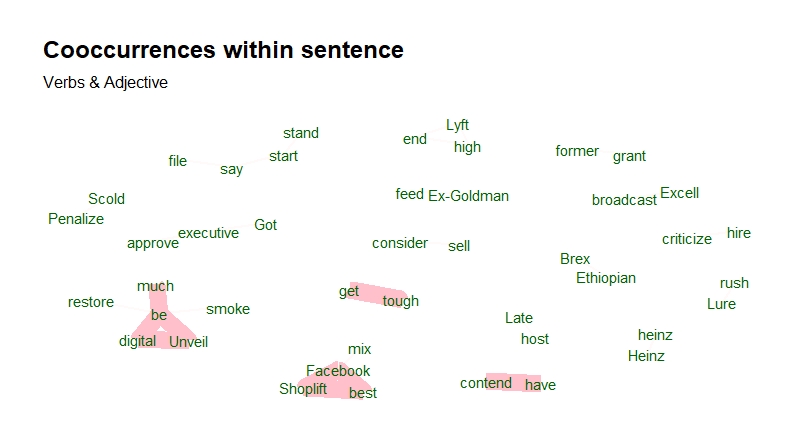 Cooccurrences within sentence
Verbs & Adjective
Lyft
stand
end
high
file
say
start
former
grant
Scold
Penalize
feed Ex-Goldman
broadcast Excell
approve executive Got
consider sell
criticize hire
Brex
Ethiopian
rush
Lure
much
restore
be
smoke
digital Unveil
get
tough
Late
host
heinz
Heinz
mix
Facebook
Shoplift best
contend have